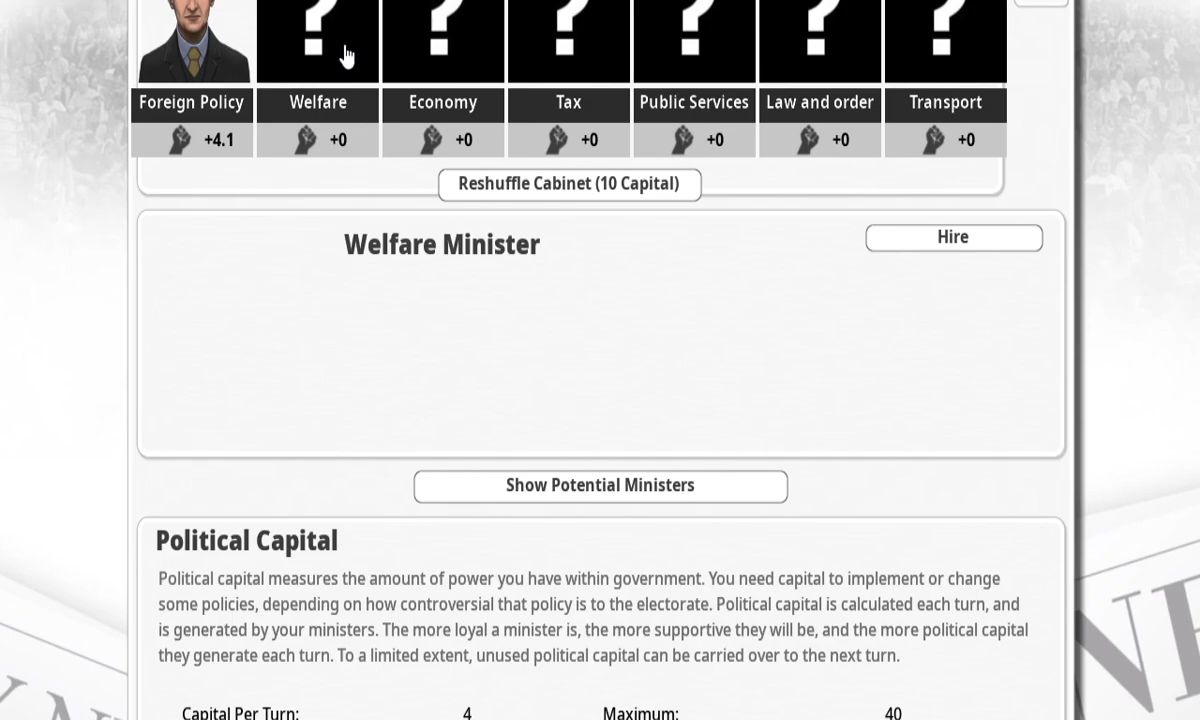 ? ? ? ? ? ?
Foreign Policy Welfare Economy Tax Public Services Law and order Transport
+4.1 +0 +0 +0 +0 +0 +0
Reshuffle Cabinet (10 Capital)
Welfare Minister
Hire
Show Potential Ministers
Political Capital
Political capital measures the amount of power you have within government. You need capital to implement or change
some policies, depending on how controversial that policy is to the electorate. Political capital is calculated each turn, and
is generated by your ministers. The more loyal a minister is, the more supportive they will be, and the more political capital
they generate each turn. To a limited extent, unused political capital can be carried over to the next turn.
Capital Per Turn: 4 Maximum: 40